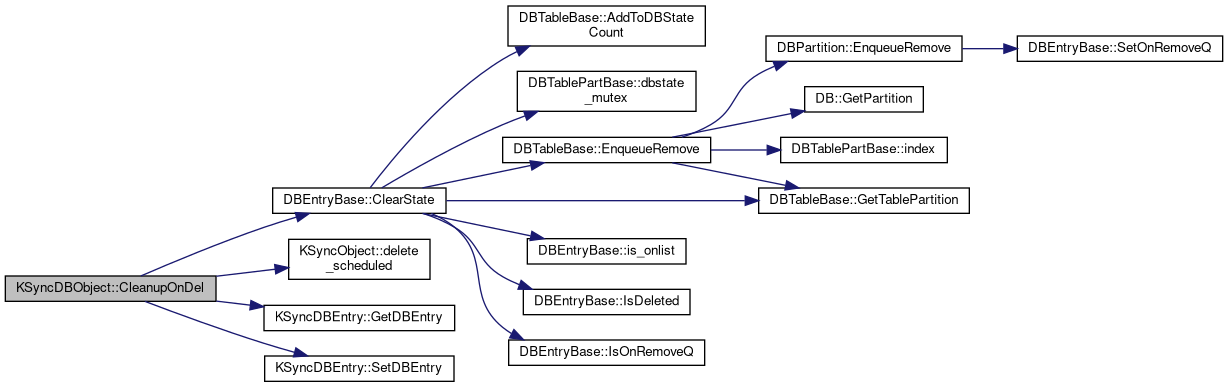 DBTableBase::AddToDBState
Count
DBPartition::EnqueueRemove
DBEntryBase::SetOnRemoveQ
DBTablePartBase::dbstate
_mutex
DB::GetPartition
DBTableBase::EnqueueRemove
DBTablePartBase::index
DBEntryBase::ClearState
DBTableBase::GetTablePartition
KSyncObject::delete
_scheduled
DBEntryBase::is_onlist
KSyncDBObject::CleanupOnDel
DBEntryBase::IsDeleted
KSyncDBEntry::GetDBEntry
DBEntryBase::IsOnRemoveQ
KSyncDBEntry::SetDBEntry